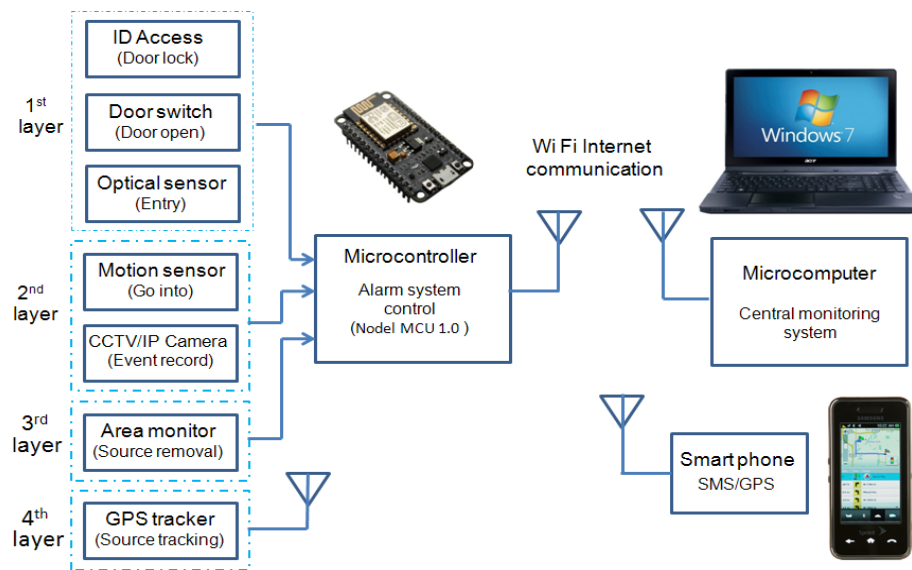 1st
layer
ID Access
(Door lock)
Door switch
(Door open)
Optical sensor
(Entry)
2nd
layer
Motion sensor
(Go into)
CCTV/IP Camera
(Event record)
3rd
layer
Area monitor
(Source removal)
4th
layer
GPS tracker
(Source tracking)
Microcontroller
Alarm system
control
(Nodel MCU 1.0 )
Wi Fi Internet
communication
Windows 7
acer
Microcomputer
Central monitoring
system
Smart phone
SMS/GPS
SAMSUNG
Sprint